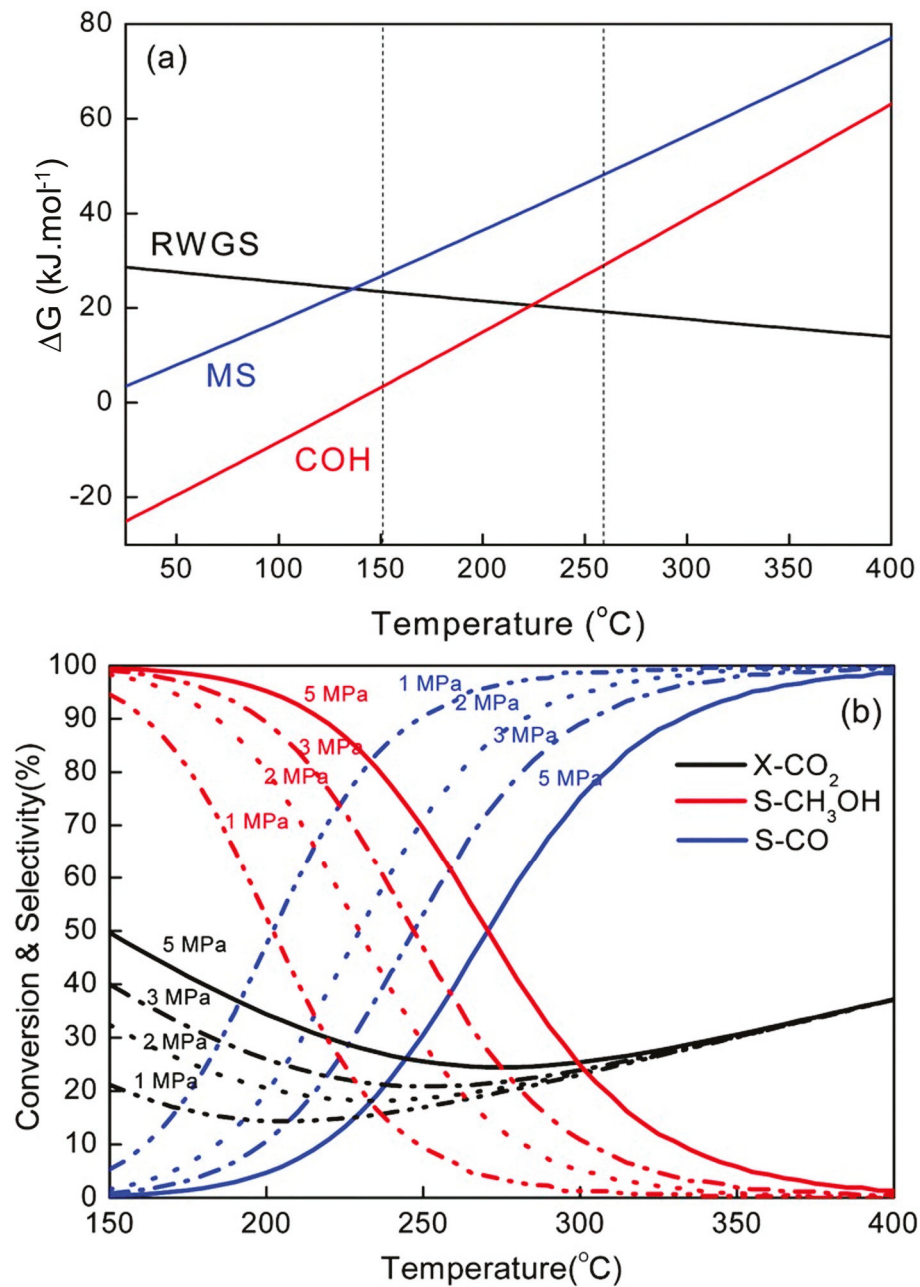 (a)
80
60
40
20
0
-20
ΔG (kJ.mol⁻¹)
RWGS
MS
COH
50 100 150 200 250 300 350 400
Temperature (°C)
(b)
100
90
80
70
60
50
40
30
20
10
0
Conversion & Selectivity(%)
5 MPa
3 MPa
2 MPa
1 MPa
1 MPa
2 MPa
3 MPa
5 MPa
5 MPa
3 MPa
2 MPa
1 MPa
X-CO₂
S-CH₃OH
S-CO
150 200 250 300 350 400
Temperature(°C)